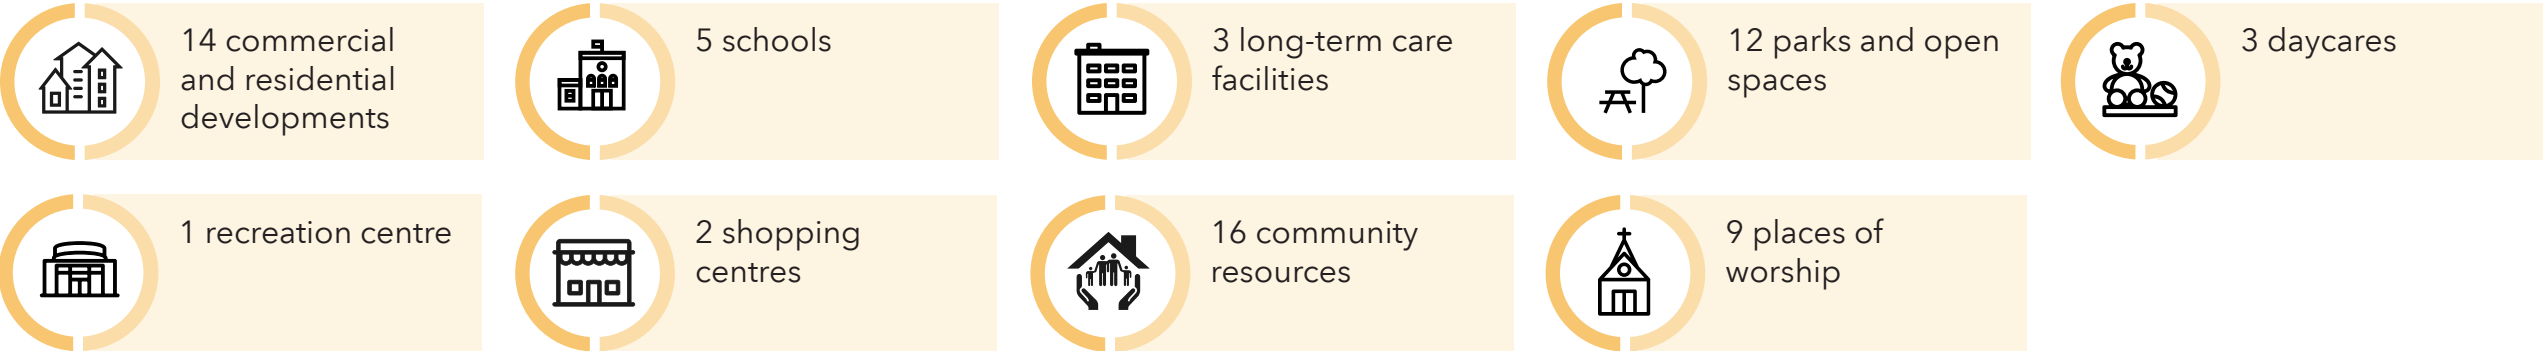 14 commercial
and residential
developments
5 schools
3 long-term care
facilities
12 parks and open
spaces
3 daycares
1 recreation centre
2 shopping
centres
16 community
resources
9 places of
worship